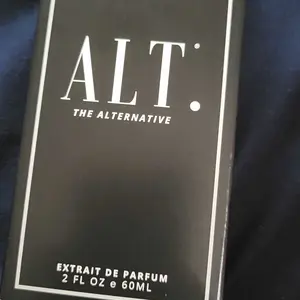 ALT.
THE ALTERNATIVE
EXTRAIT DE PARFUM
2 FL OZ e 60ML